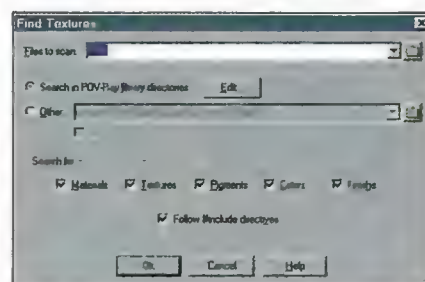 Find Textures
Files to scan:
Search in POV-Ray library directories Edit
Other:
Search for
Materials Textures Pigments Colors Finishes
Follow #include directives
Ok Cancel Help